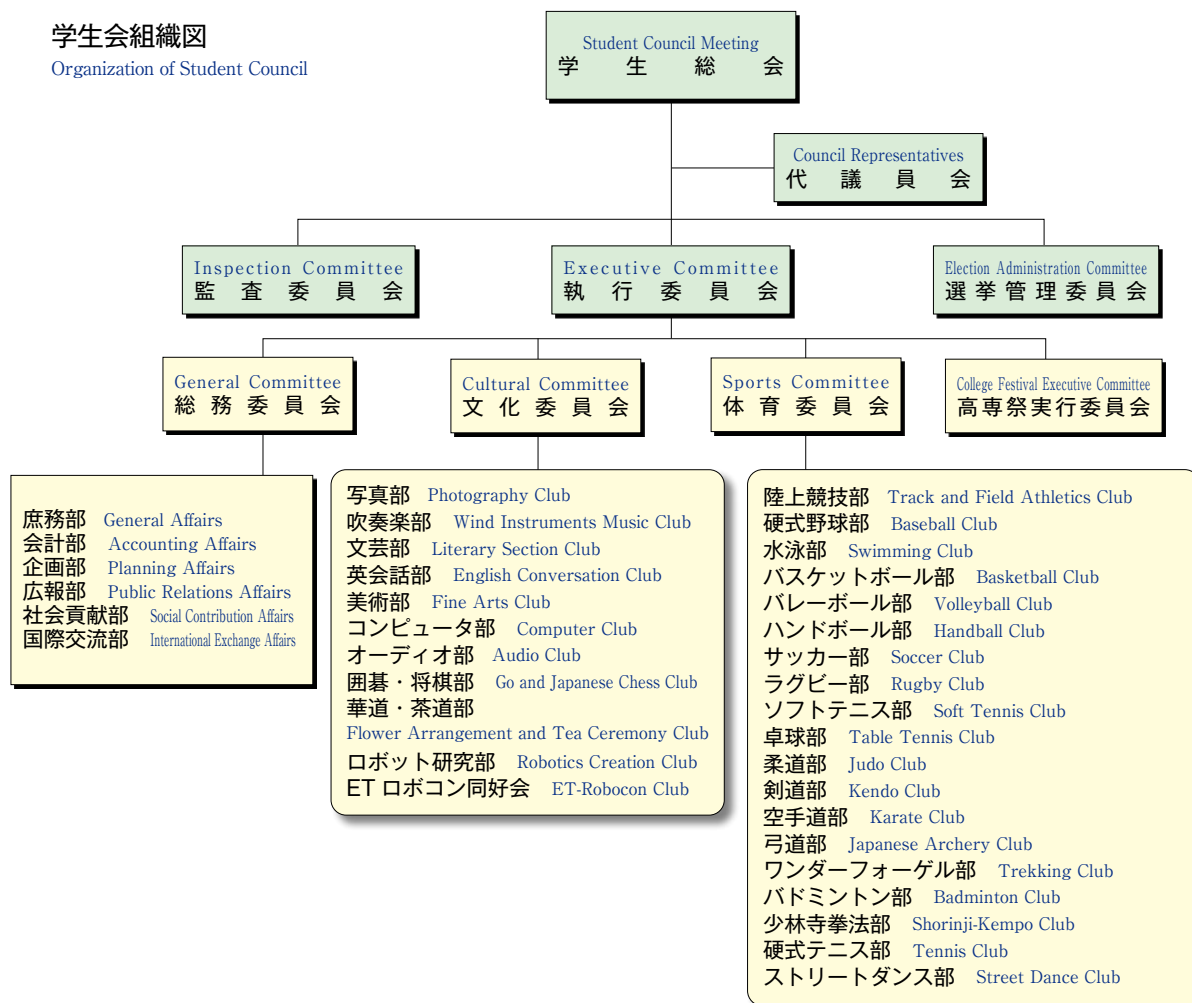 学生会組織図
Organization of Student Council
Student Council Meeting
学生総会
Council Representatives
代議員会
Inspection Committee
監査委員会
Executive Committee
執行委員会
Election Administration Committee
選挙管理委員会
General Committee
総務委員会
Cultural Committee
文化委員会
Sports Committee
体育委員会
College Festival Executive Committee
高専祭実行委員会
庶務部 General Affairs
会計部 Accounting Affairs
企画部 Planning Affairs
広報部 Public Relations Affairs
社会貢献部 Social Contribution Affairs
国際交流部 International Exchange Affairs
写真部 Photography Club
吹奏楽部 Wind Instruments Music Club
文芸部 Literary Section Club
英会話部 English Conversation Club
美術部 Fine Arts Club
コンピュータ部 Computer Club
オーディオ部 Audio Club
囲碁・将棋部 Go and Japanese Chess Club
華道・茶道部
Flower Arrangement and Tea Ceremony Club
ロボット研究部 Robotics Creation Club
ET ロボコン同好会 ET-Robocon Club
陸上競技部 Track and Field Athletics Club
硬式野球部 Baseball Club
水泳部 Swimming Club
バスケットボール部 Basketball Club
バレーボール部 Volleyball Club
ハンドボール部 Handball Club
サッカー部 Soccer Club
ラグビー部 Rugby Club
ソフトテニス部 Soft Tennis Club
卓球部 Table Tennis Club
柔道部 Judo Club
剣道部 Kendo Club
空手道部 Karate Club
弓道部 Japanese Archery Club
ワンダーフォーゲル部 Trekking Club
バドミントン部 Badminton Club
少林寺拳法部 Shorinji-Kempo Club
硬式テニス部 Tennis Club
ストリートダンス部 Street Dance Club